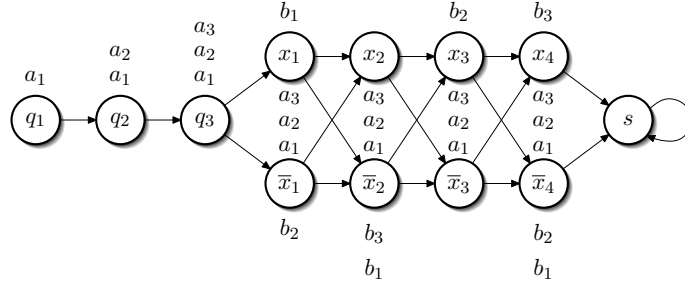 b₁ b₂ b₃
a₃
a₂ a₂
a₁ a₁ a₁
x₁ x₂ x₃ x₄
a₃ a₃ a₃ a₃
q₁ q₂ q₃ a₂ a₂ a₂ a₂ s
a₁ a₁ a₁ a₁
x̅₁ x̅₂ x̅₃ x̅₄
b₂ b₃ b₂
b₁ b₁